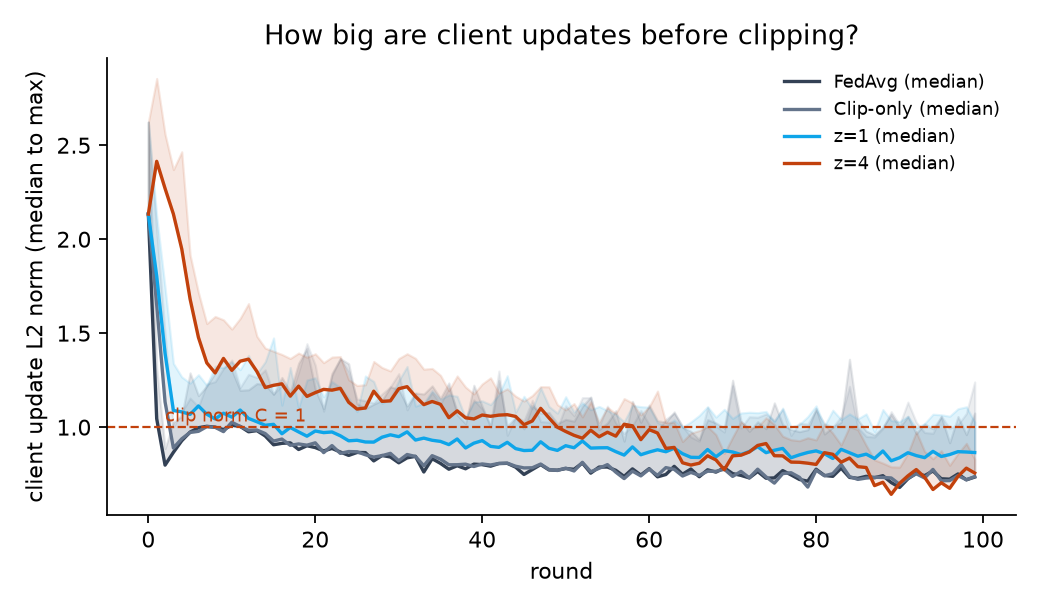 How big are client updates before clipping?
client update L2 norm (median to max)
2.5
2.0
1.5
1.0
FedAvg (median)
Clip-only (median)
z=1 (median)
z=4 (median)
clip norm C = 1
0
20
40
60
80
100
round